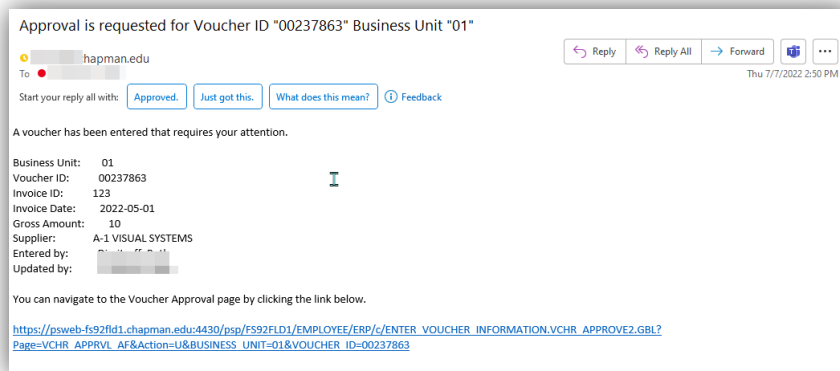 Approval is requested for Voucher ID "00237863" Business Unit "01"
hapman.edu
Reply Reply All Forward
To
Thu 7/7/2022 2:50 PM
Start your reply all with: Approved. Just got this. What does this mean? Feedback
A voucher has been entered that requires your attention.
Business Unit: 01
Voucher ID: 00237863
Invoice ID: 123
Invoice Date: 2022-05-01
Gross Amount: 10
Supplier: A-1 VISUAL SYSTEMS
Entered by:
Updated by:
You can navigate to the Voucher Approval page by clicking the link below.
https://psweb-fs92fld1.chapman.edu:4430/psp/FS92FLD1/EMPLOYEE/ERP/c/ENTER_VOUCHER_INFORMATION.VCHR_APPROVE2.GBL?
Page=VCHR_APPRVL_AF&Action=U&BUSINESS_UNIT=01&VOUCHER_ID=00237863